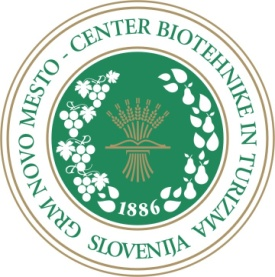 GRM NOVO MESTO - CENTER BIOTEHNIKE IN TURIZMA
SLOVENIJA
1886